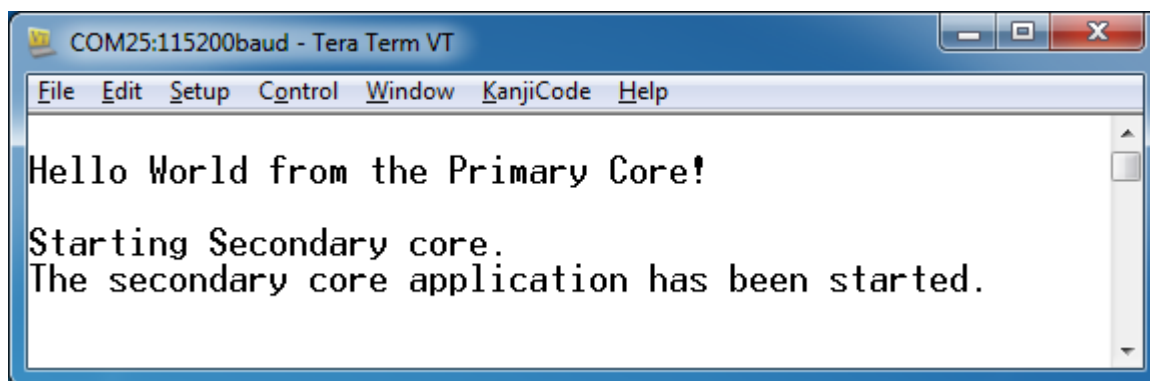 COM25:115200baud - Tera Term VT
File Edit Setup Control Window KanjiCode Help
Hello World from the Primary Core!
Starting Secondary core.
The secondary core application has been started.